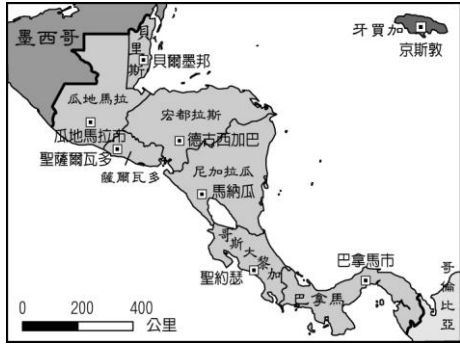 墨西哥
貝里斯
貝爾墨邦
牙買加
京斯敦
瓜地馬拉
瓜地馬拉市
宏都拉斯
德古西加巴
聖薩爾瓦多
薩爾瓦多
尼加拉瓜
馬納瓜
哥斯大黎加
聖約瑟
巴拿馬市
巴拿馬
哥倫比亞
0 200 400
公里